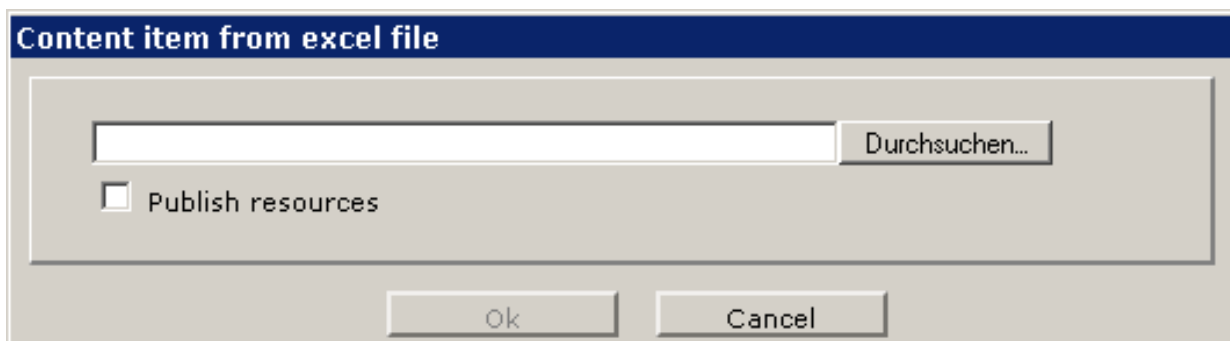 Content item from excel file
Durchsuchen...
Publish resources
Ok Cancel